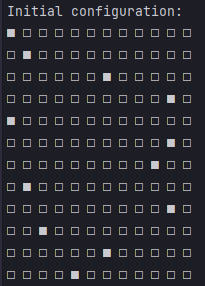 Initial configuration:
■ □ □ □ □ □ □ □ □ □ □ □
□ ■ □ □ □ □ □ □ □ □ □ □
□ □ □ □ □ □ ■ □ □ □ □ □
□ □ □ □ □ □ □ □ □ □ ■ □
■ □ □ □ □ □ □ □ □ □ □ □
□ □ □ □ □ □ □ □ □ □ ■ □
□ □ □ □ □ □ □ □ □ ■ □ □
□ ■ □ □ □ □ □ □ □ □ □ □
□ □ □ □ □ □ □ □ □ □ ■ □
□ □ ■ □ □ □ □ □ □ □ □ □
□ □ □ □ □ □ ■ □ □ □ □ □
□ □ □ □ ■ □ □ □ □ □ □ □